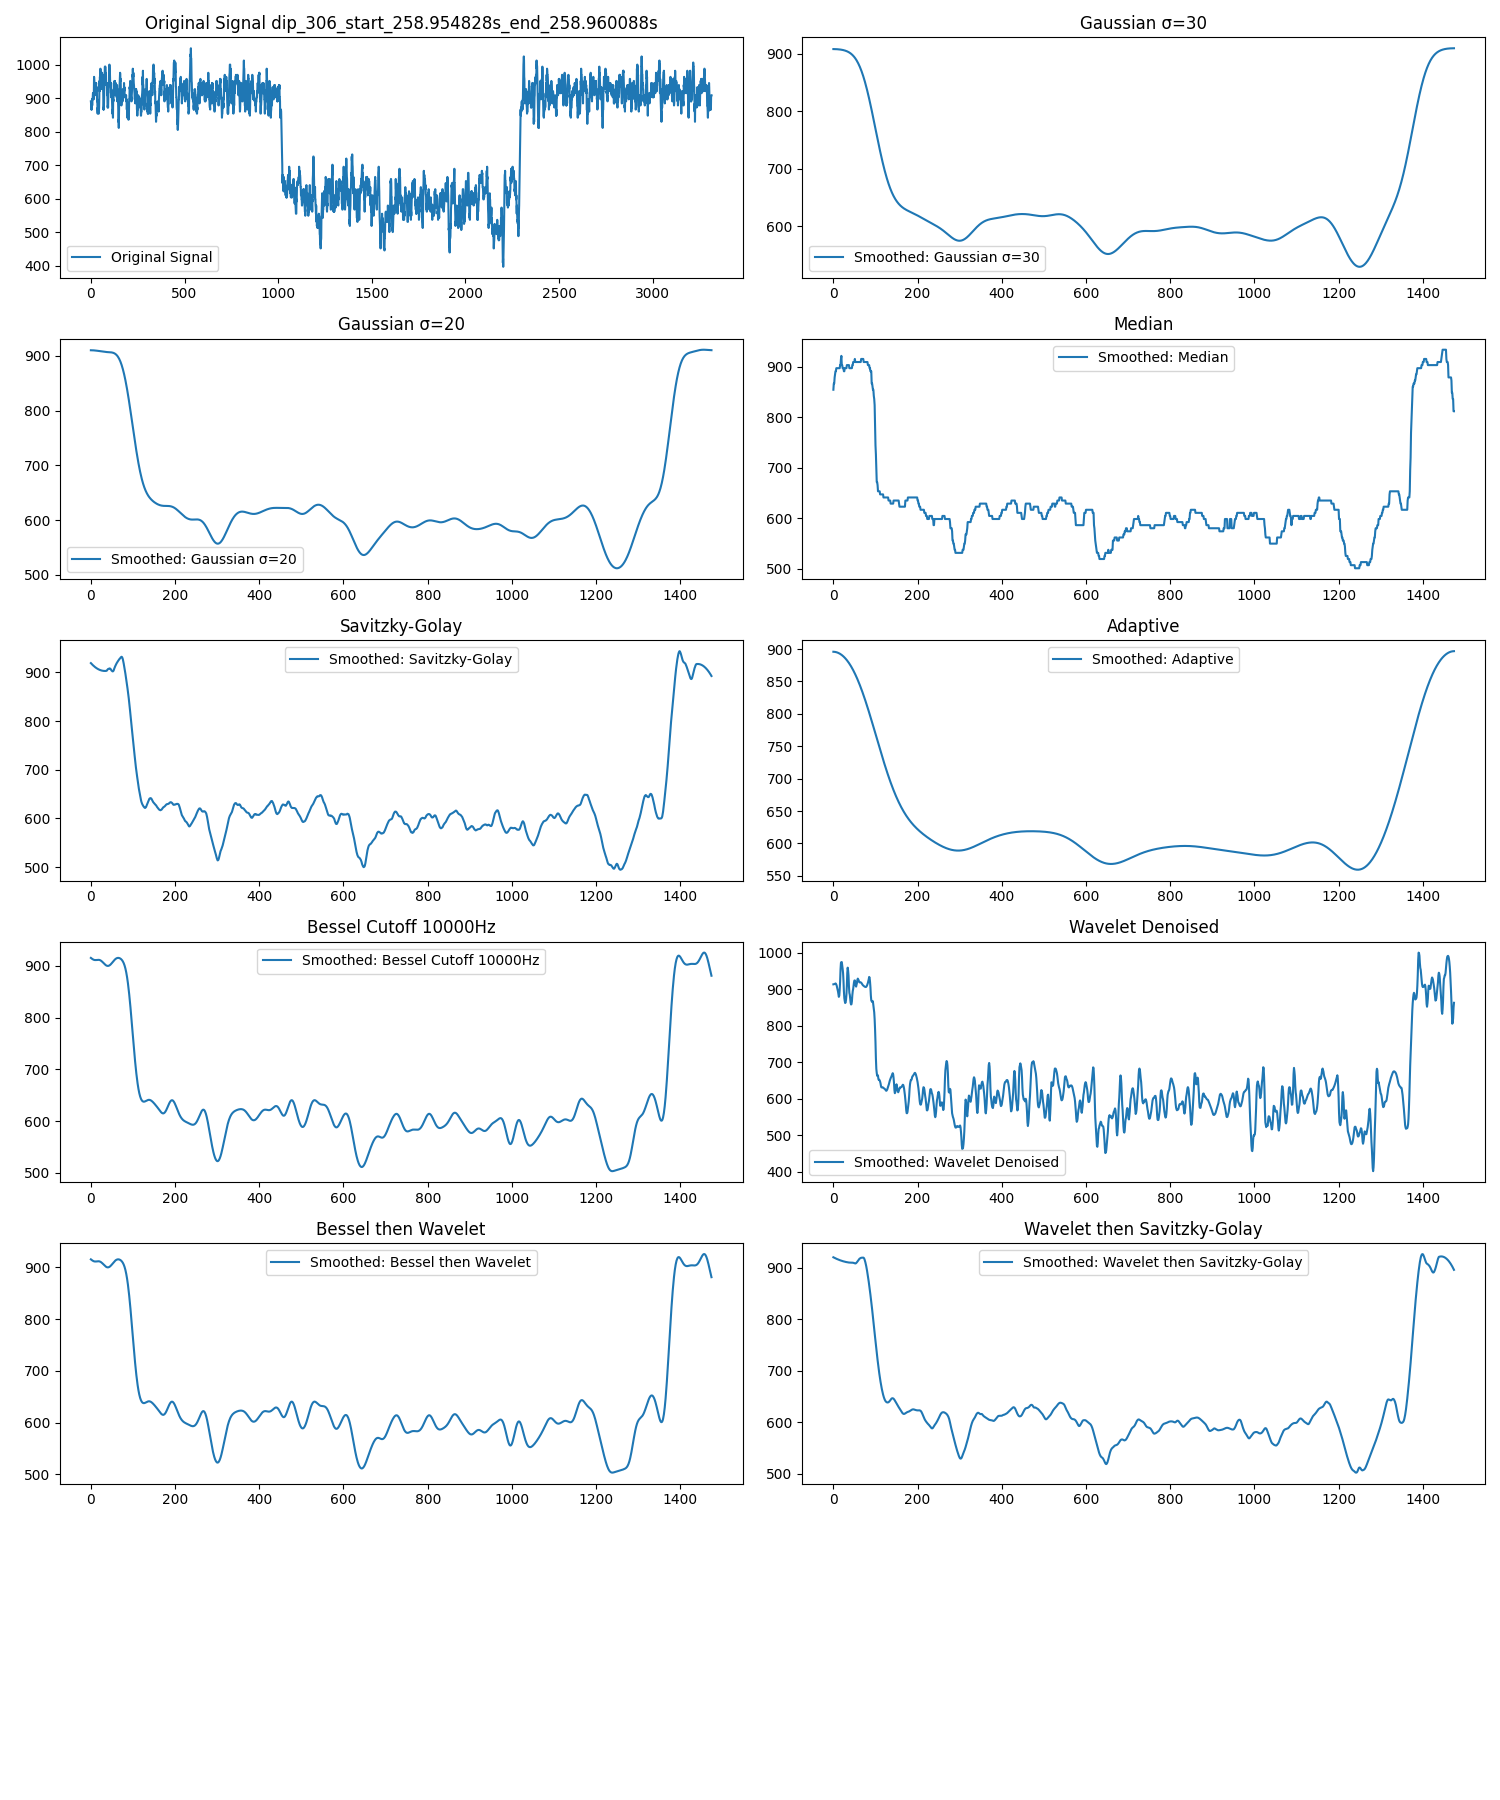 Original Signal dip_306_start_258.954828s_end_258.960088s
1000
900
800
700
600
500
400
Original Signal
0 500 1000 1500 2000 2500 3000
Gaussian σ=30
900
800
700
600
Smoothed: Gaussian σ=30
0 200 400 600 800 1000 1200 1400
Gaussian σ=20
900
800
700
600
500
Smoothed: Gaussian σ=20
0 200 400 600 800 1000 1200 1400
Median
Smoothed: Median
900
800
700
600
500
0 200 400 600 800 1000 1200 1400
Savitzky-Golay
Smoothed: Savitzky-Golay
900
800
700
600
500
0 200 400 600 800 1000 1200 1400
Adaptive
Smoothed: Adaptive
900
850
800
750
700
650
600
550
0 200 400 600 800 1000 1200 1400
Bessel Cutoff 10000Hz
Smoothed: Bessel Cutoff 10000Hz
900
800
700
600
500
0 200 400 600 800 1000 1200 1400
Wavelet Denoised
1000
900
800
700
600
500
400
Smoothed: Wavelet Denoised
0 200 400 600 800 1000 1200 1400
Bessel then Wavelet
Smoothed: Bessel then Wavelet
900
800
700
600
500
0 200 400 600 800 1000 1200 1400
Wavelet then Savitzky-Golay
Smoothed: Wavelet then Savitzky-Golay
900
800
700
600
500
0 200 400 600 800 1000 1200 1400